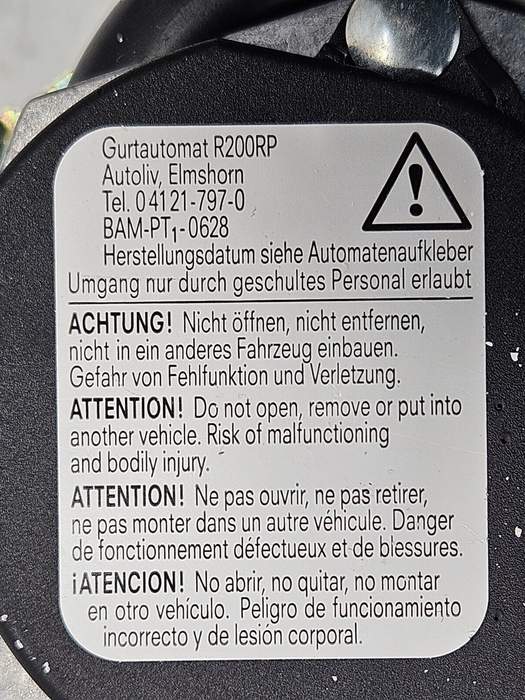 Gurtautomat R200RP
Autoliv, Elmshorn
Tel. 04121-797-0
BAM-PT₁-0628
Herstellungsdatum siehe Automatenaufkleber
Umgang nur durch geschultes Personal erlaubt
ACHTUNG! Nicht öffnen, nicht entfernen,
nicht in ein anderes Fahrzeug einbauen.
Gefahr von Fehlfunktion und Verletzung.
ATTENTION! Do not open, remove or put into
another vehicle. Risk of malfunctioning
and bodily injury.
ATTENTION! Ne pas ouvrir, ne pas retirer,
ne pas monter dans un autre véhicule. Danger
de fonctionnement défectueux et de blessures.
¡ATENCION! No abrir, no quitar, no montar
en otro vehículo. Peligro de funcionamiento
incorrecto y de lesión corporal.